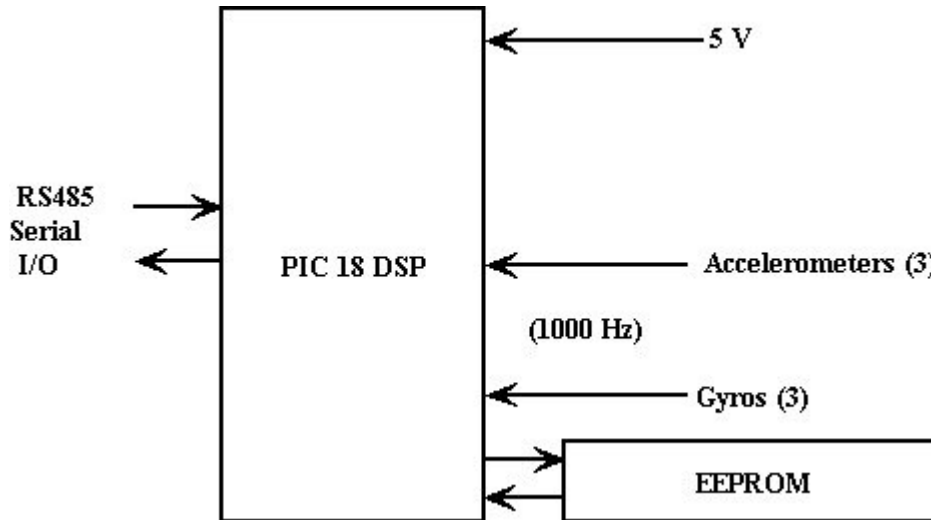 5 V
RS485
Serial
I/O
PIC 18 DSP
Accelerometers (3)
(1000 Hz)
Gyros (3)
EEPROM